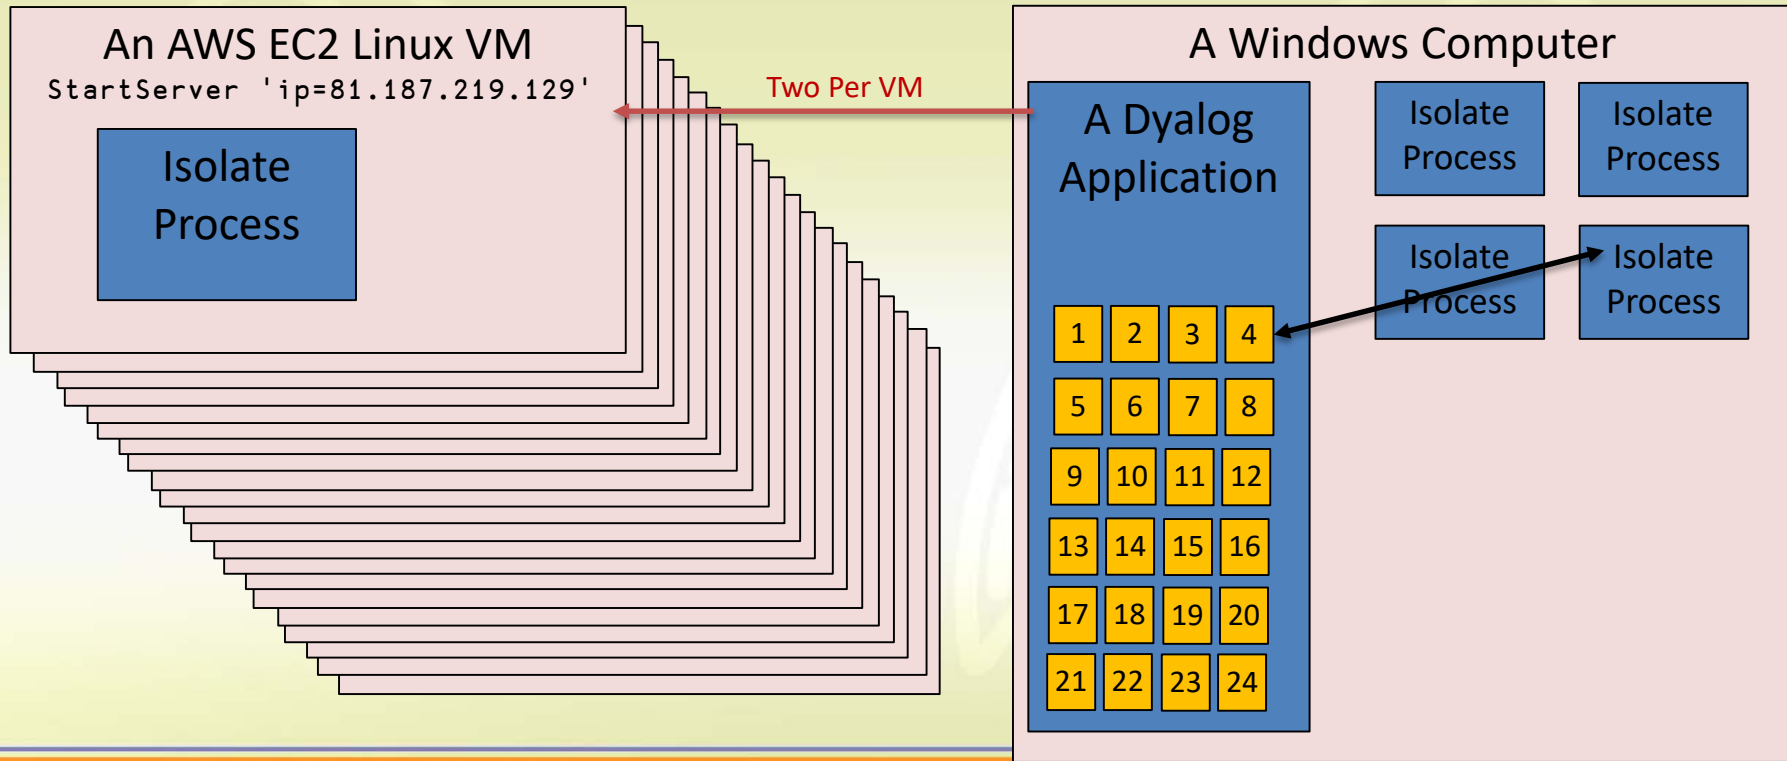 An AWS EC2 Linux VM
StartServer 'ip=81.187.219.129'
Isolate
Process
Two Per VM
A Windows Computer
A Dyalog
Application
Isolate
Process
Isolate
Process
Isolate
Process
Isolate
Process
1 2 3 4
5 6 7 8
9 10 11 12
13 14 15 16
17 18 19 20
21 22 23 24